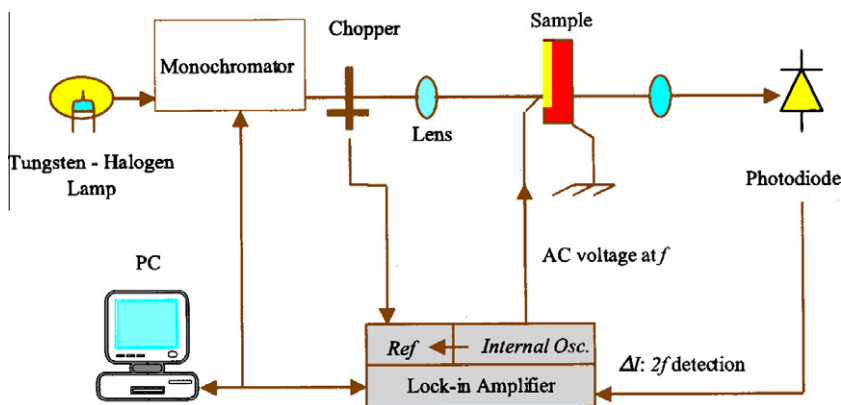 Chopper
Sample
Monochromator
Lens
Tungsten - Halogen
Lamp
Photodiode
PC
AC voltage at f
Ref
Internal Osc.
ΔI: 2f detection
Lock-in Amplifier